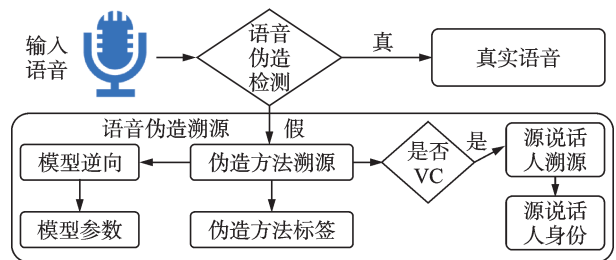 输入
语音
语音
伪造
检测
真
真实语音
语音伪造溯源
假
模型逆向
伪造方法溯源
是否
VC
是
源说话
人溯源
模型参数
伪造方法标签
源说话
人身份